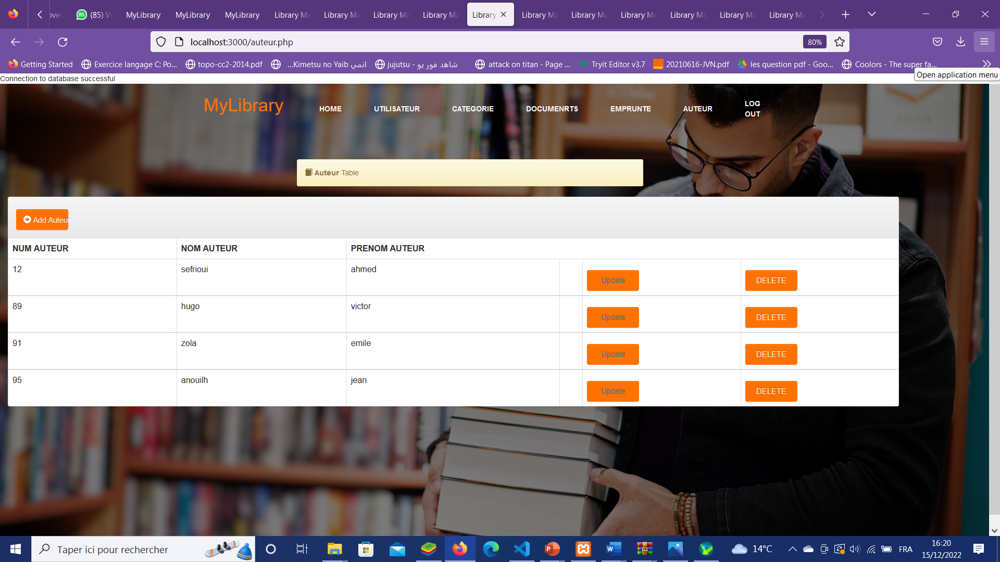 85 (85) W
MyLibrary
MyLibrary
MyLibrary
Library Ma
Library Ma
Library Ma
Library Ma
Library
Library Ma
Library Ma
Library Ma
Library Ma
Library Ma
Library Ma
localhost:3000/auteur.php
80%
Getting Started
Exercice langage C: Po...
topo-cc2-2014.pdf
انمي Kimetsu no Yaib...
شاهد فور يو - jujutsu
attack on titan - Page ...
Tryit Editor v3.7
20210616-JVN.pdf
les question pdf - Goo...
Coolors - The super fa...
Open application menu
Connection to database successful
MyLibrary
HOME
UTILISATEUR
CATEGORIE
DOCUMENRTS
EMPRUNTE
AUTEUR
LOG
OUT
Auteur Table
Add Auteur
NUM AUTEUR NOM AUTEUR PRENOM AUTEUR
12 sefrioui ahmed Update DELETE
89 hugo victor Update DELETE
91 zola emile Update DELETE
95 anouilh jean Update DELETE
Taper ici pour rechercher
14°C
FRA
16:20
15/12/2022